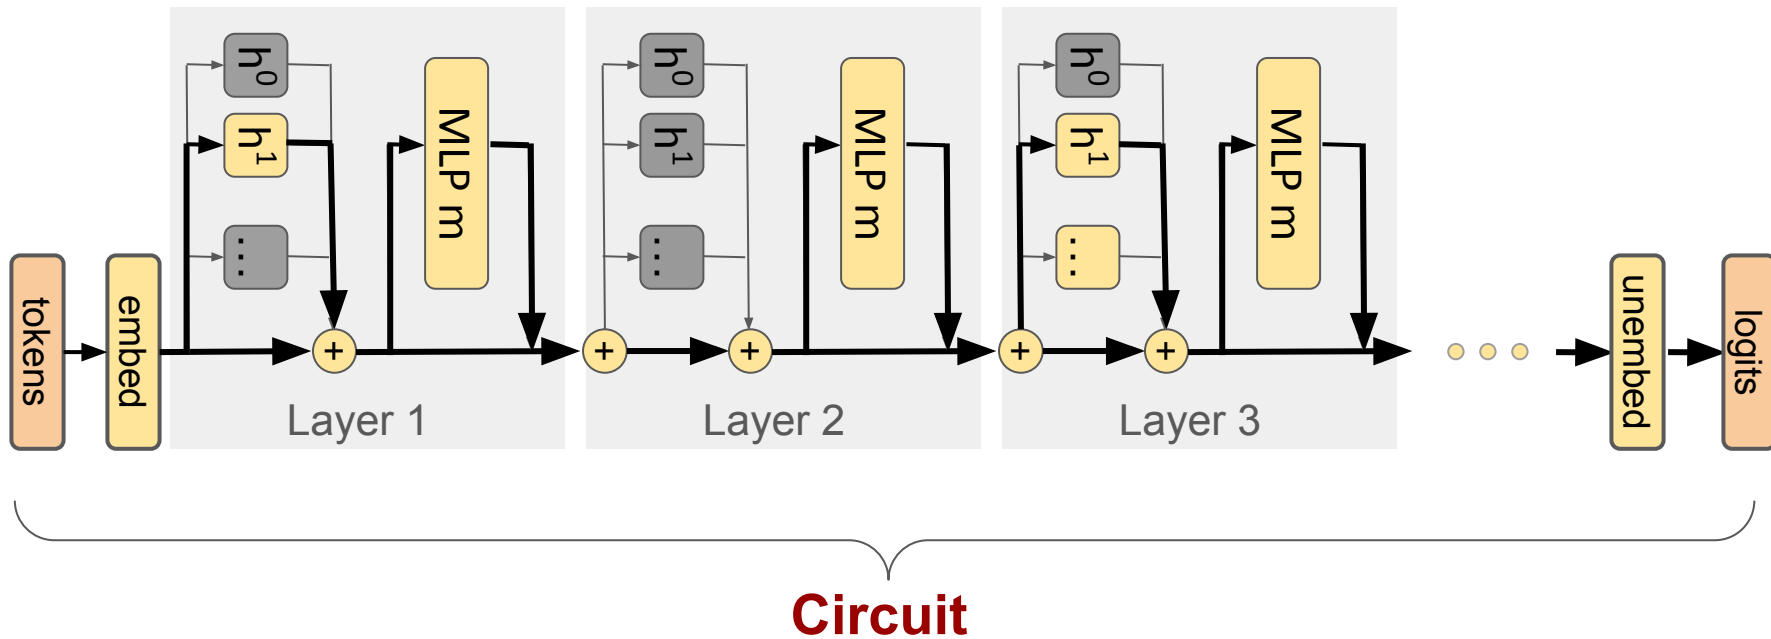 tokens
embed
h⁰
h¹
...
+
MLP m
Layer 1
+
h⁰
h¹
...
+
MLP m
Layer 2
+
h⁰
h¹
...
+
MLP m
Layer 3
unembed
logits
Circuit